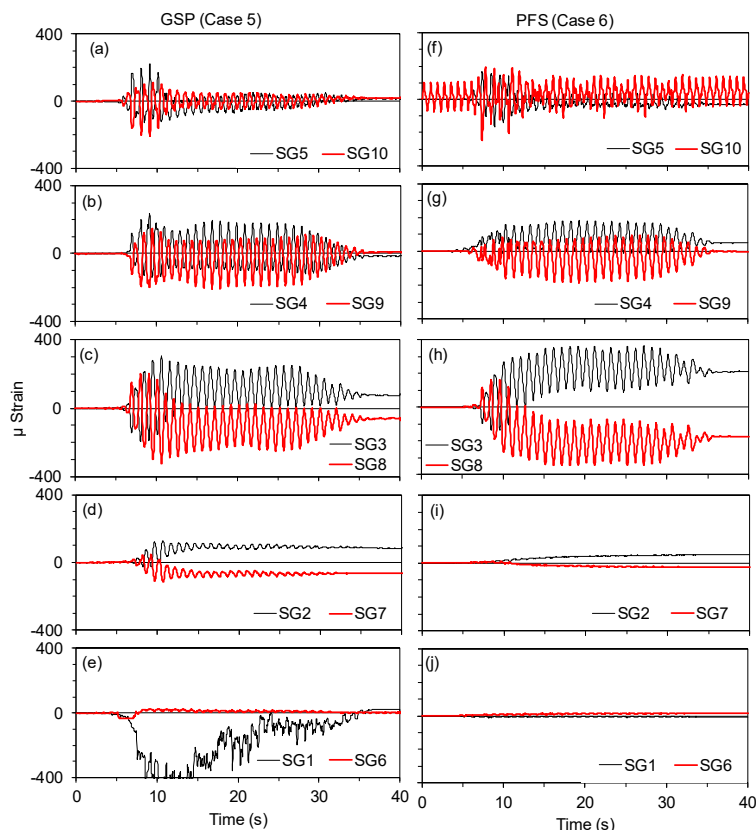 GSP (Case 5)
PFS (Case 6)
400
(a)
0
SG5 SG10
-400
(f)
SG5 SG10
400
(b)
0
SG4 SG9
-400
(g)
SG4 SG9
400
(c)
0
SG3
SG8
-400
(h)
SG3
SG8
μ Strain
400
(d)
0
SG2 SG7
-400
(i)
SG2 SG7
400
(e)
0
SG1 SG6
-400
(j)
SG1 SG6
0 10 20 30 40
0 10 20 30 40
Time (s)
Time (s)